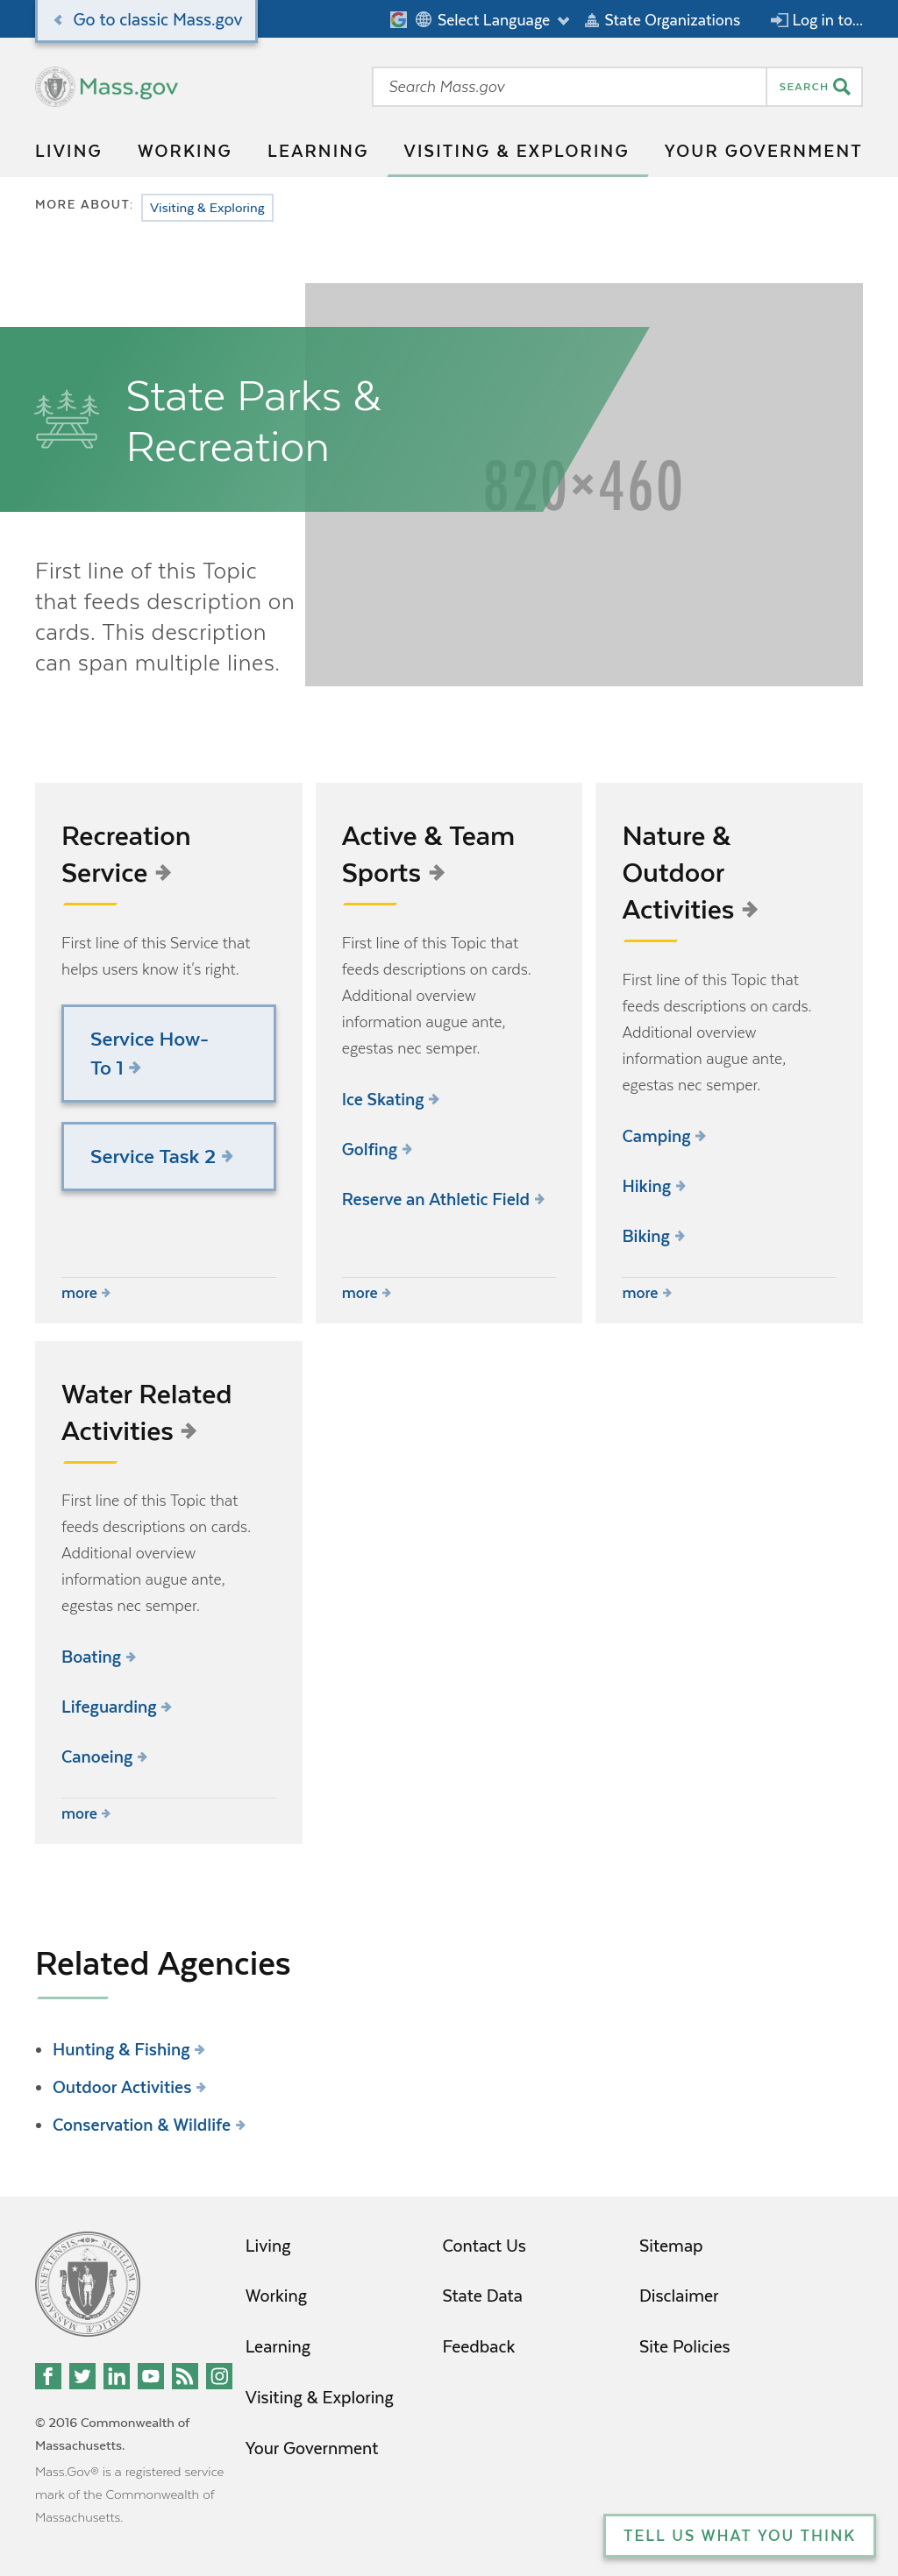 Go to classic Mass.gov
Select Language
State Organizations
Log in to...
Mass.gov
Search Mass.gov
SEARCH
LIVING
WORKING
LEARNING
VISITING & EXPLORING
YOUR GOVERNMENT
MORE ABOUT:
Visiting & Exploring
820×460
State Parks &
Recreation
First line of this Topic
that feeds description on
cards. This description
can span multiple lines.
Recreation
Service
First line of this Service that
helps users know it's right.
Service How-
To 1
Service Task 2
more
Active & Team
Sports
First line of this Topic that
feeds descriptions on cards.
Additional overview
information augue ante,
egestas nec semper.
Ice Skating
Golfing
Reserve an Athletic Field
more
Nature &
Outdoor
Activities
First line of this Topic that
feeds descriptions on cards.
Additional overview
information augue ante,
egestas nec semper.
Camping
Hiking
Biking
more
Water Related
Activities
First line of this Topic that
feeds descriptions on cards.
Additional overview
information augue ante,
egestas nec semper.
Boating
Lifeguarding
Canoeing
more
Related Agencies
Hunting & Fishing
Outdoor Activities
Conservation & Wildlife
Living
Working
Learning
Visiting & Exploring
Your Government
Contact Us
State Data
Feedback
Sitemap
Disclaimer
Site Policies
© 2016 Commonwealth of
Massachusetts.
Mass.Gov® is a registered service
mark of the Commonwealth of
Massachusetts.
TELL US WHAT YOU THINK